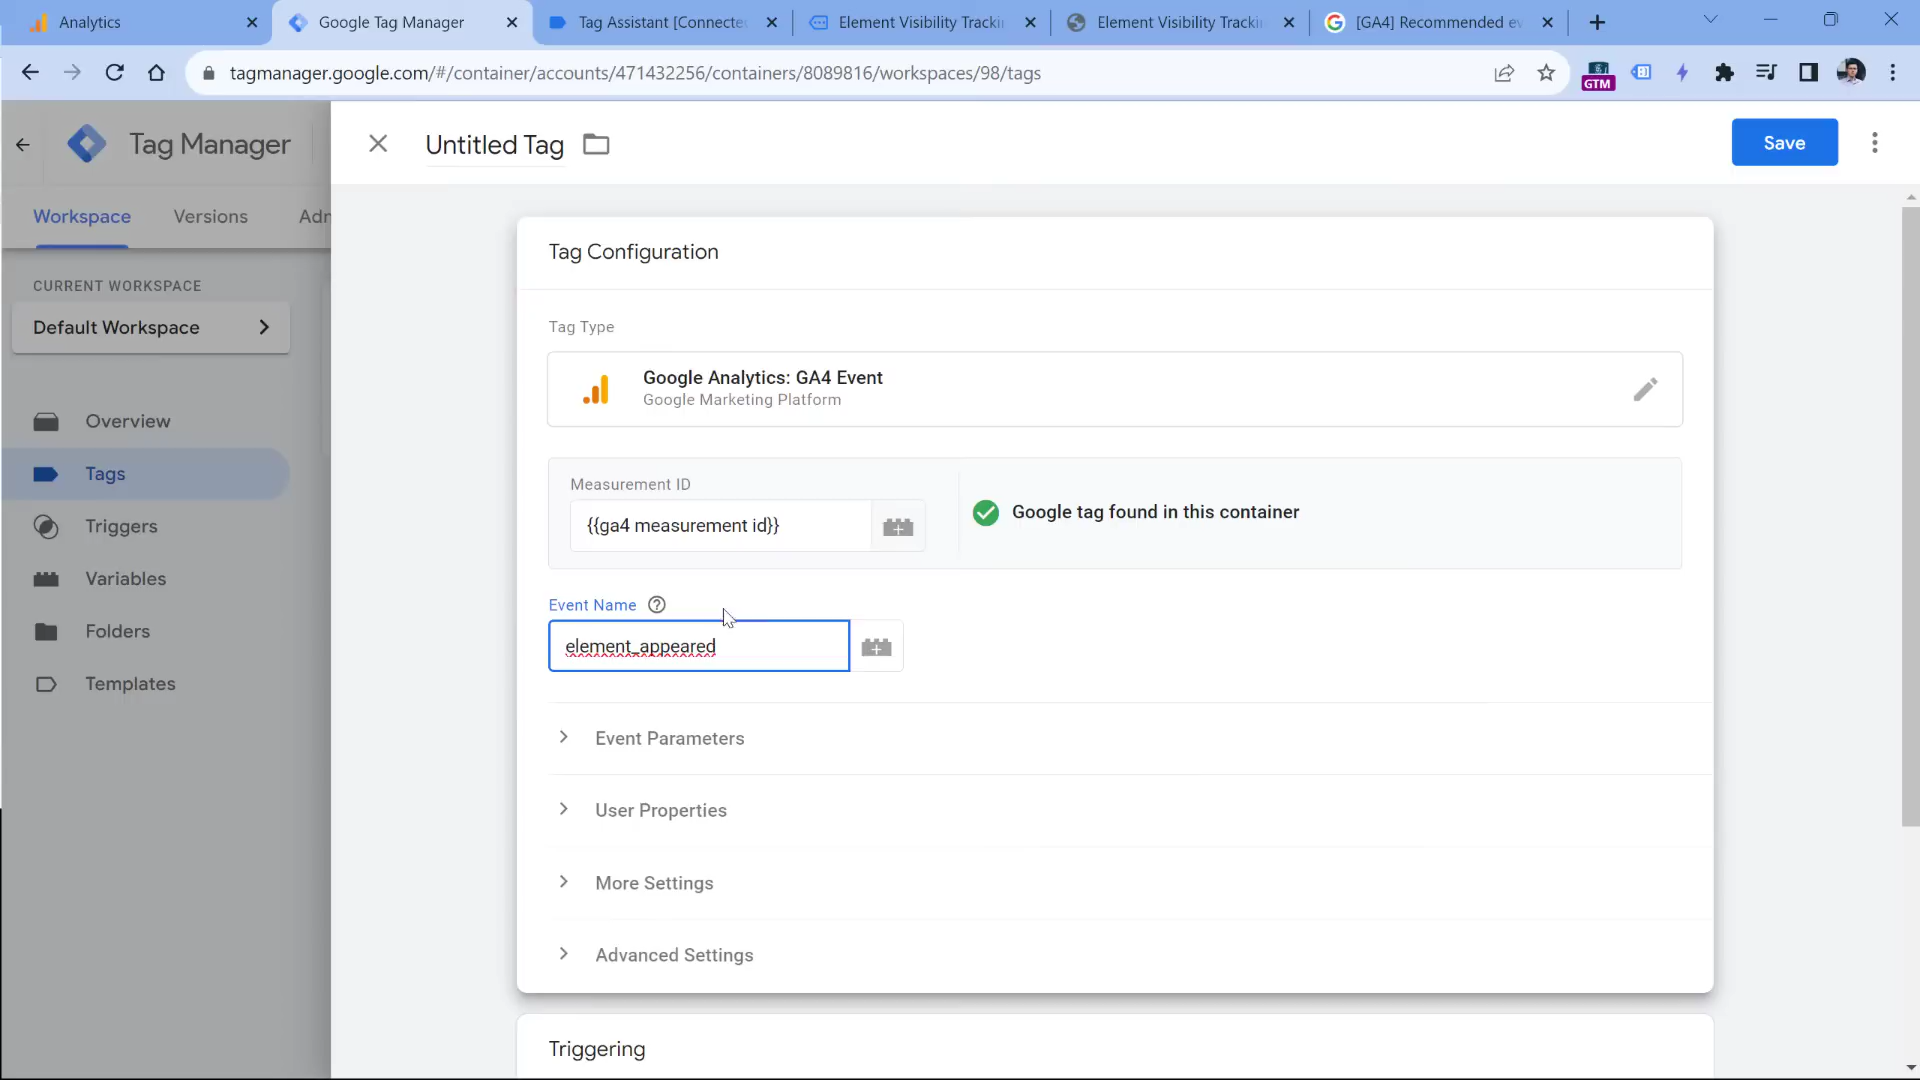 Analytics
Google Tag Manager
Tag Assistant [Connecte
Element Visibility Trackin
Element Visibility Trackin
[GA4] Recommended ev
tagmanager.google.com/#/container/accounts/471432256/containers/8089816/workspaces/98/tags
GTM
Tag Manager
Untitled Tag
Save
Workspace
Versions
Adm
Tag Configuration
CURRENT WORKSPACE
Default Workspace
Tag Type
Google Analytics: GA4 Event
Google Marketing Platform
Overview
Tags
Triggers
Variables
Folders
Templates
Measurement ID
{{ga4 measurement id}}
Google tag found in this container
Event Name
element_appeared
Event Parameters
User Properties
More Settings
Advanced Settings
Triggering